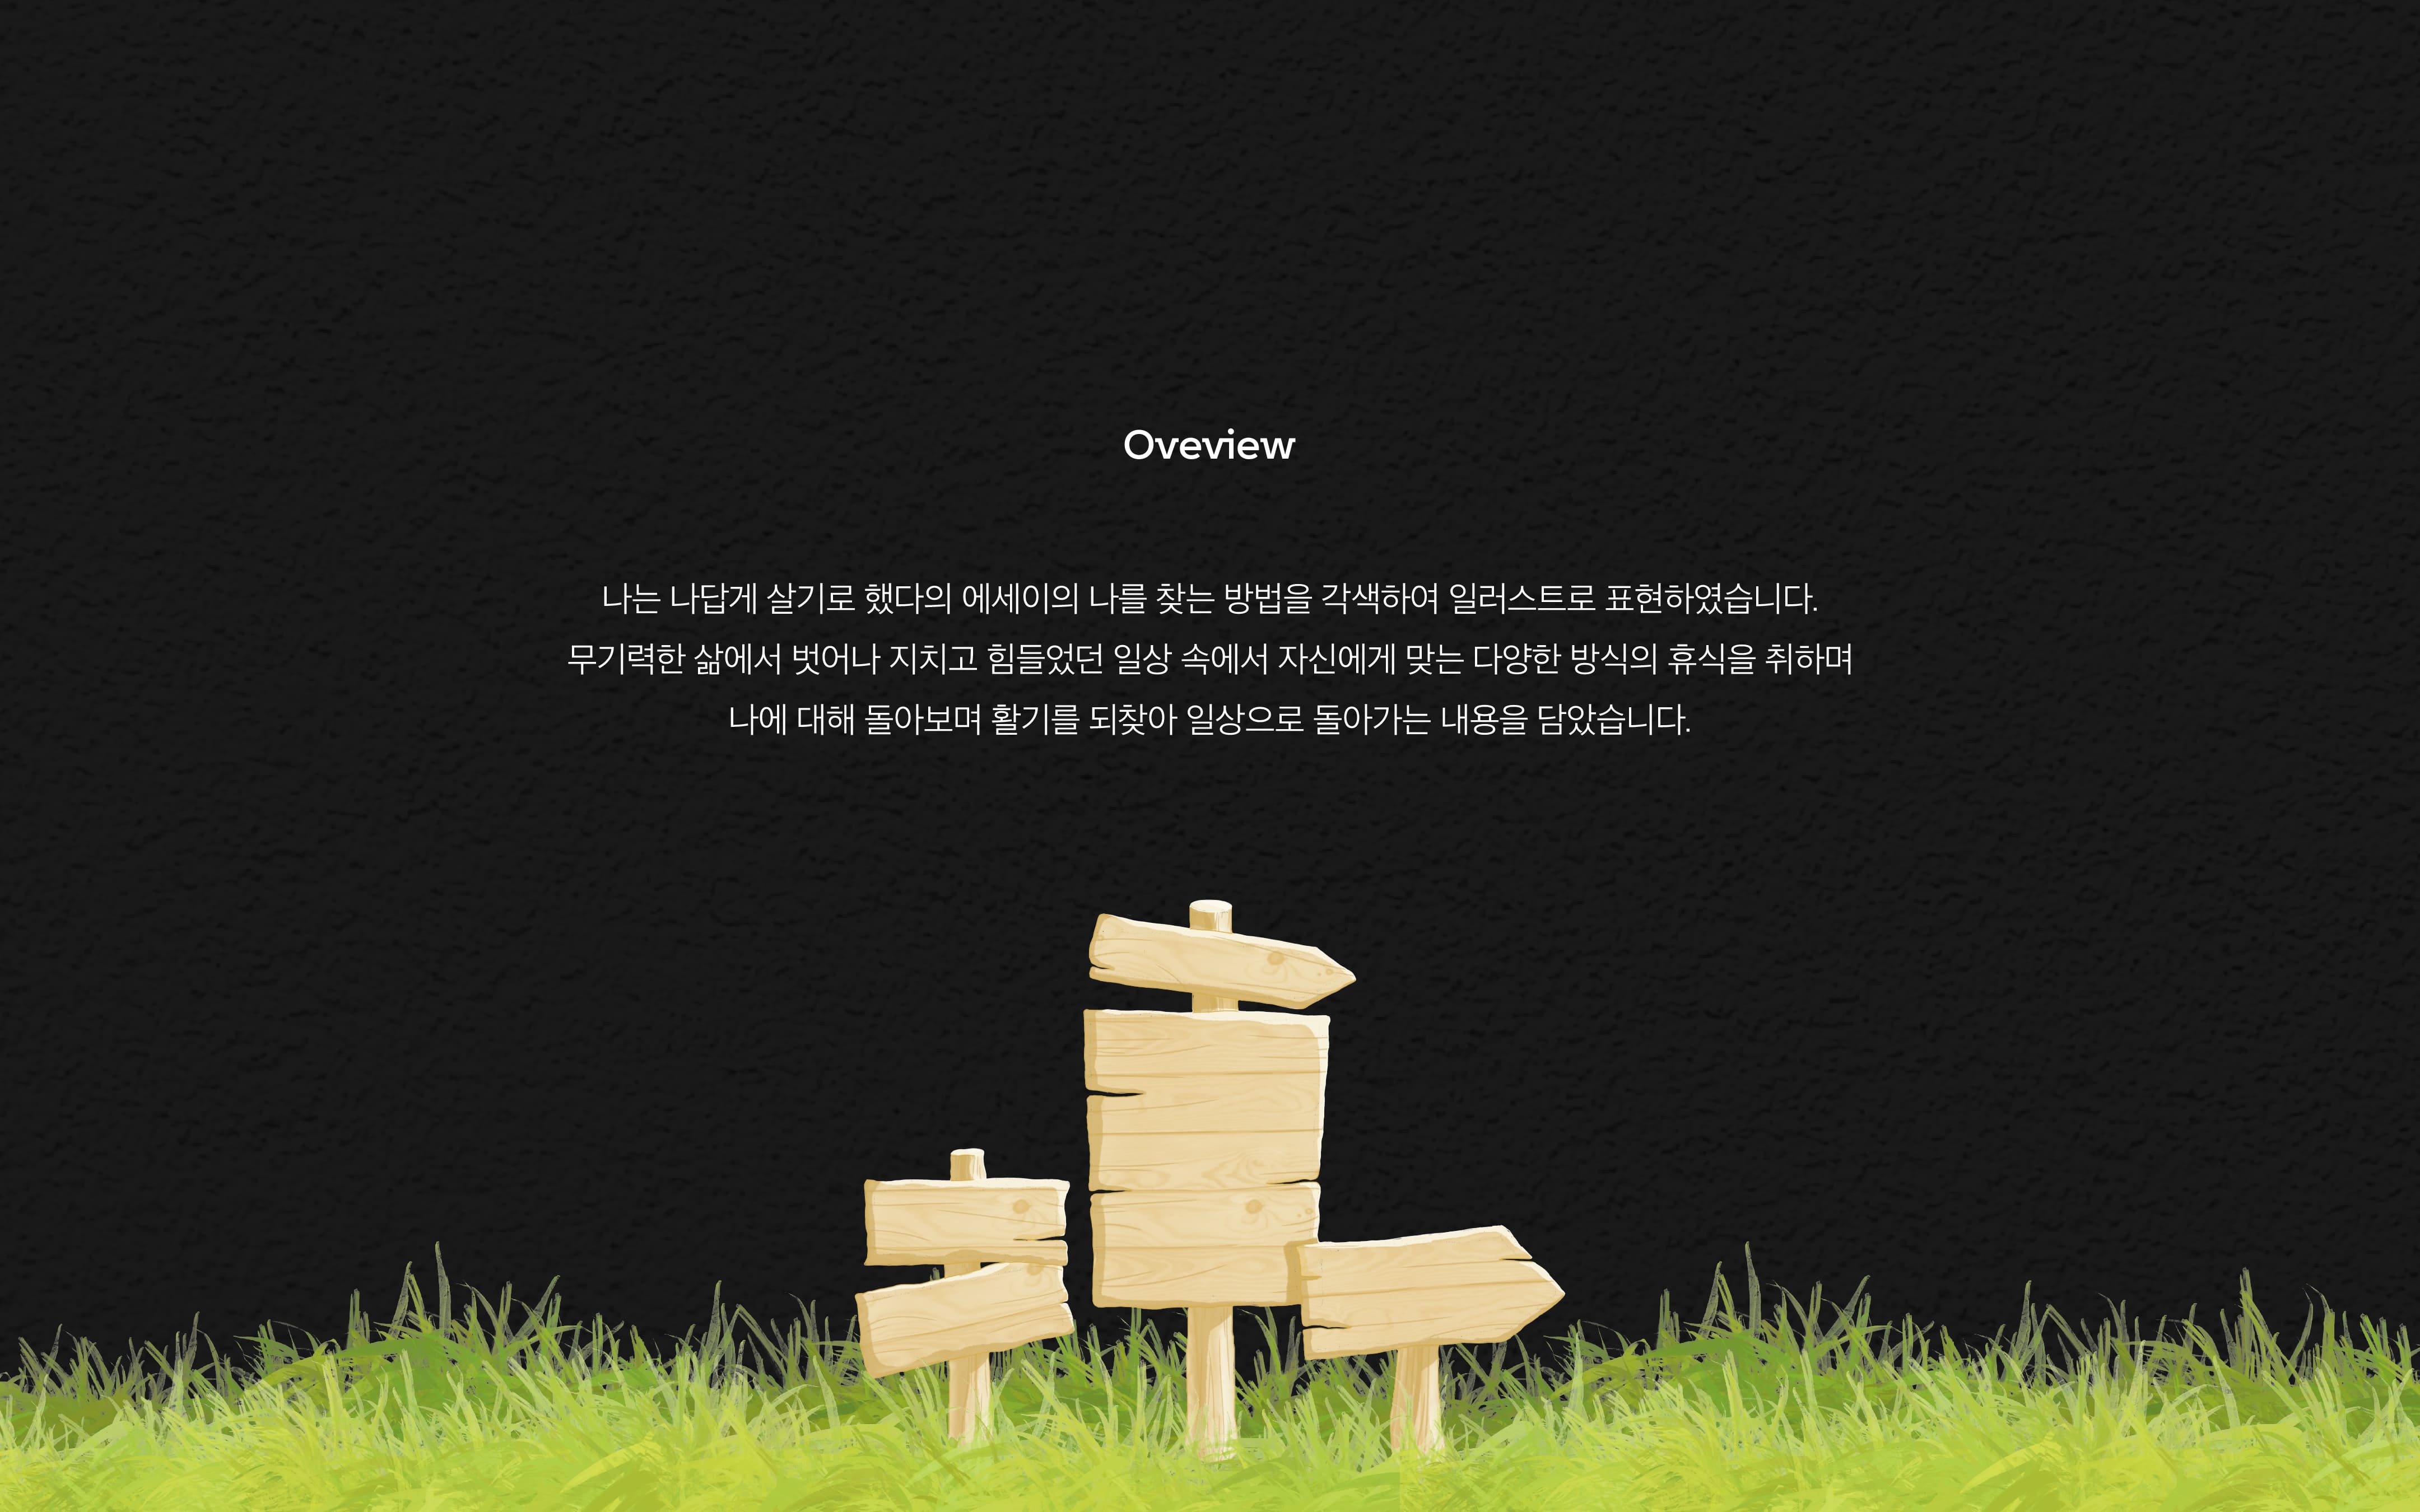 Oveview
나는 나답게 살기로 했다의 에세이의 나를 찾는 방법을 각색하여 일러스트로 표현하였습니다.
무기력한 삶에서 벗어나 지치고 힘들었던 일상 속에서 자신에게 맞는 다양한 방식의 휴식을 취하며
나에 대해 돌아보며 활기를 되찾아 일상으로 돌아가는 내용을 담았습니다.